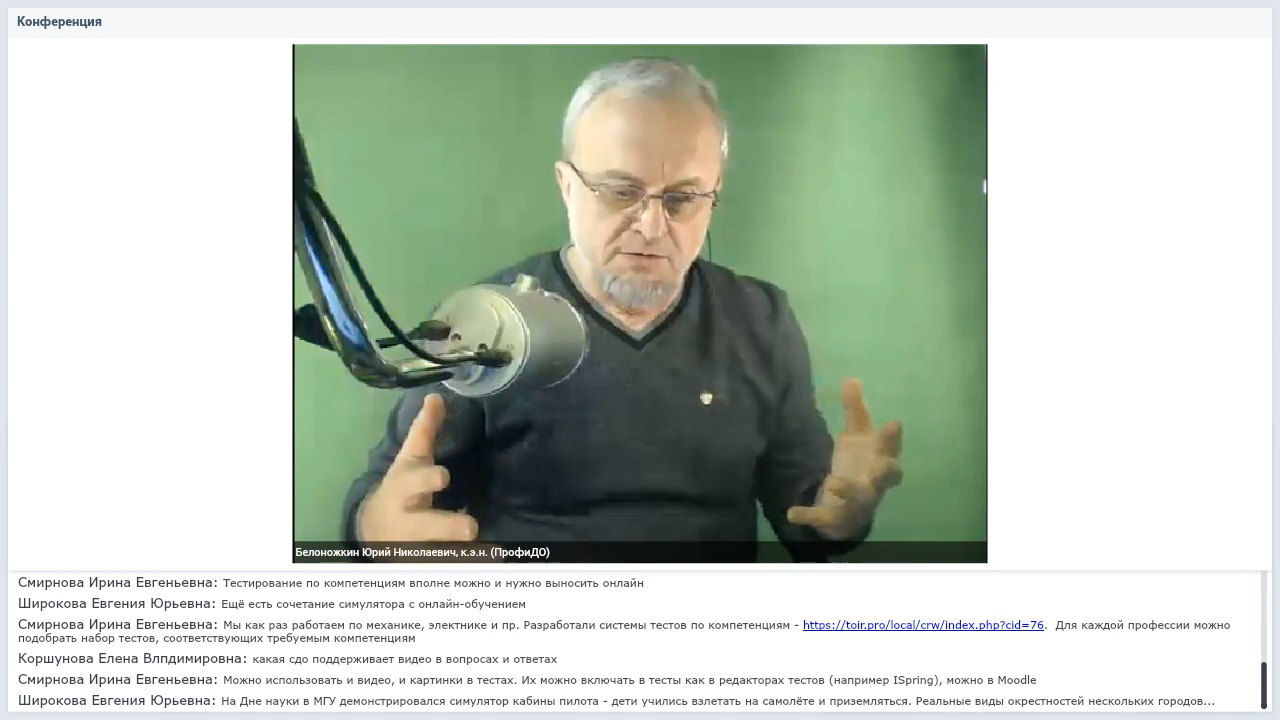 Конференция
Белоножкин Юрий Николаевич, к.э.н. (ПрофиДО)
Смирнова Ирина Евгеньевна: Тестирование по компетенциям вполне можно и нужно выносить онлайн
Широкова Евгения Юрьевна: Ещё есть сочетание симулятора с онлайн-обучением
Смирнова Ирина Евгеньевна: Мы как раз работаем по механике, электнике и пр. Разработали системы тестов по компетенциям - https://toir.pro/local/crw/index.php?cid=76. Для каждой профессии можно
подобрать набор тестов, соответствующих требуемым компетенциям
Коршунова Елена Влпдимировна: какая сдо поддерживает видео в вопросах и ответах
Смирнова Ирина Евгеньевна: Можно использовать и видео, и картинки в тестах. Их можно включать в тесты как в редакторах тестов (например ISpring), можно в Moodle
Широкова Евгения Юрьевна: На Дне науки в МГУ демонстрировался симулятор кабины пилота - дети учились взлетать на самолёте и приземляться. Реальные виды окрестностей нескольких городов...